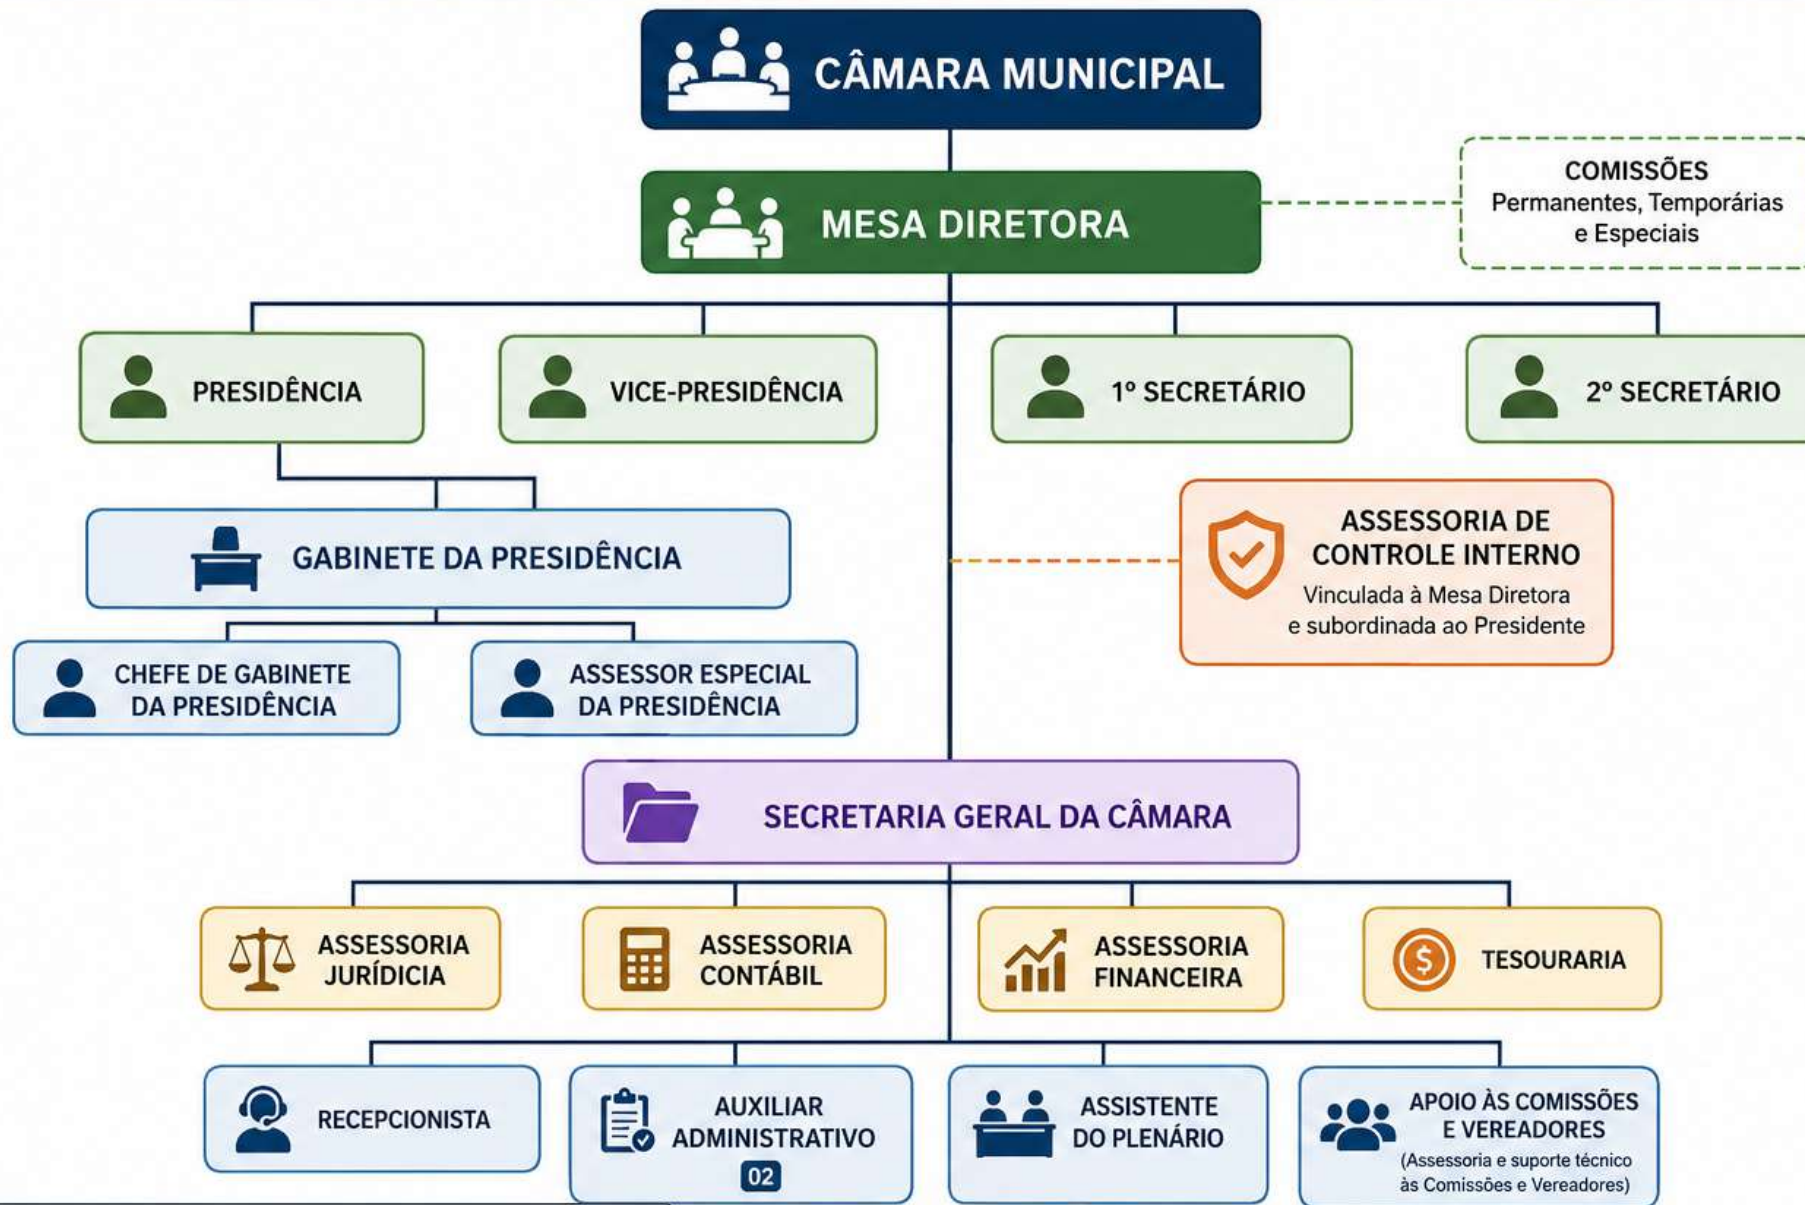 CÂMARA MUNICIPAL
MESA DIRETORA
COMISSÕES
Permanentes, Temporárias
e Especiais
PRESIDÊNCIA
VICE-PRESIDÊNCIA
1º SECRETÁRIO
2º SECRETÁRIO
GABINETE DA PRESIDÊNCIA
ASSESSORIA DE
CONTROLE INTERNO
Vinculada à Mesa Diretora
e subordinada ao Presidente
CHEFE DE GABINETE
DA PRESIDÊNCIA
ASSESSOR ESPECIAL
DA PRESIDÊNCIA
SECRETARIA GERAL DA CÂMARA
ASSESSORIA
JURÍDICIA
ASSESSORIA
CONTÁBIL
ASSESSORIA
FINANCEIRA
TESOURARIA
RECEPCIONISTA
AUXILIAR
ADMINISTRATIVO
02
ASSISTENTE
DO PLENÁRIO
APOIO ÀS COMISSÕES
E VEREADORES
(Assessoria e suporte técnico
às Comissões e Vereadores)